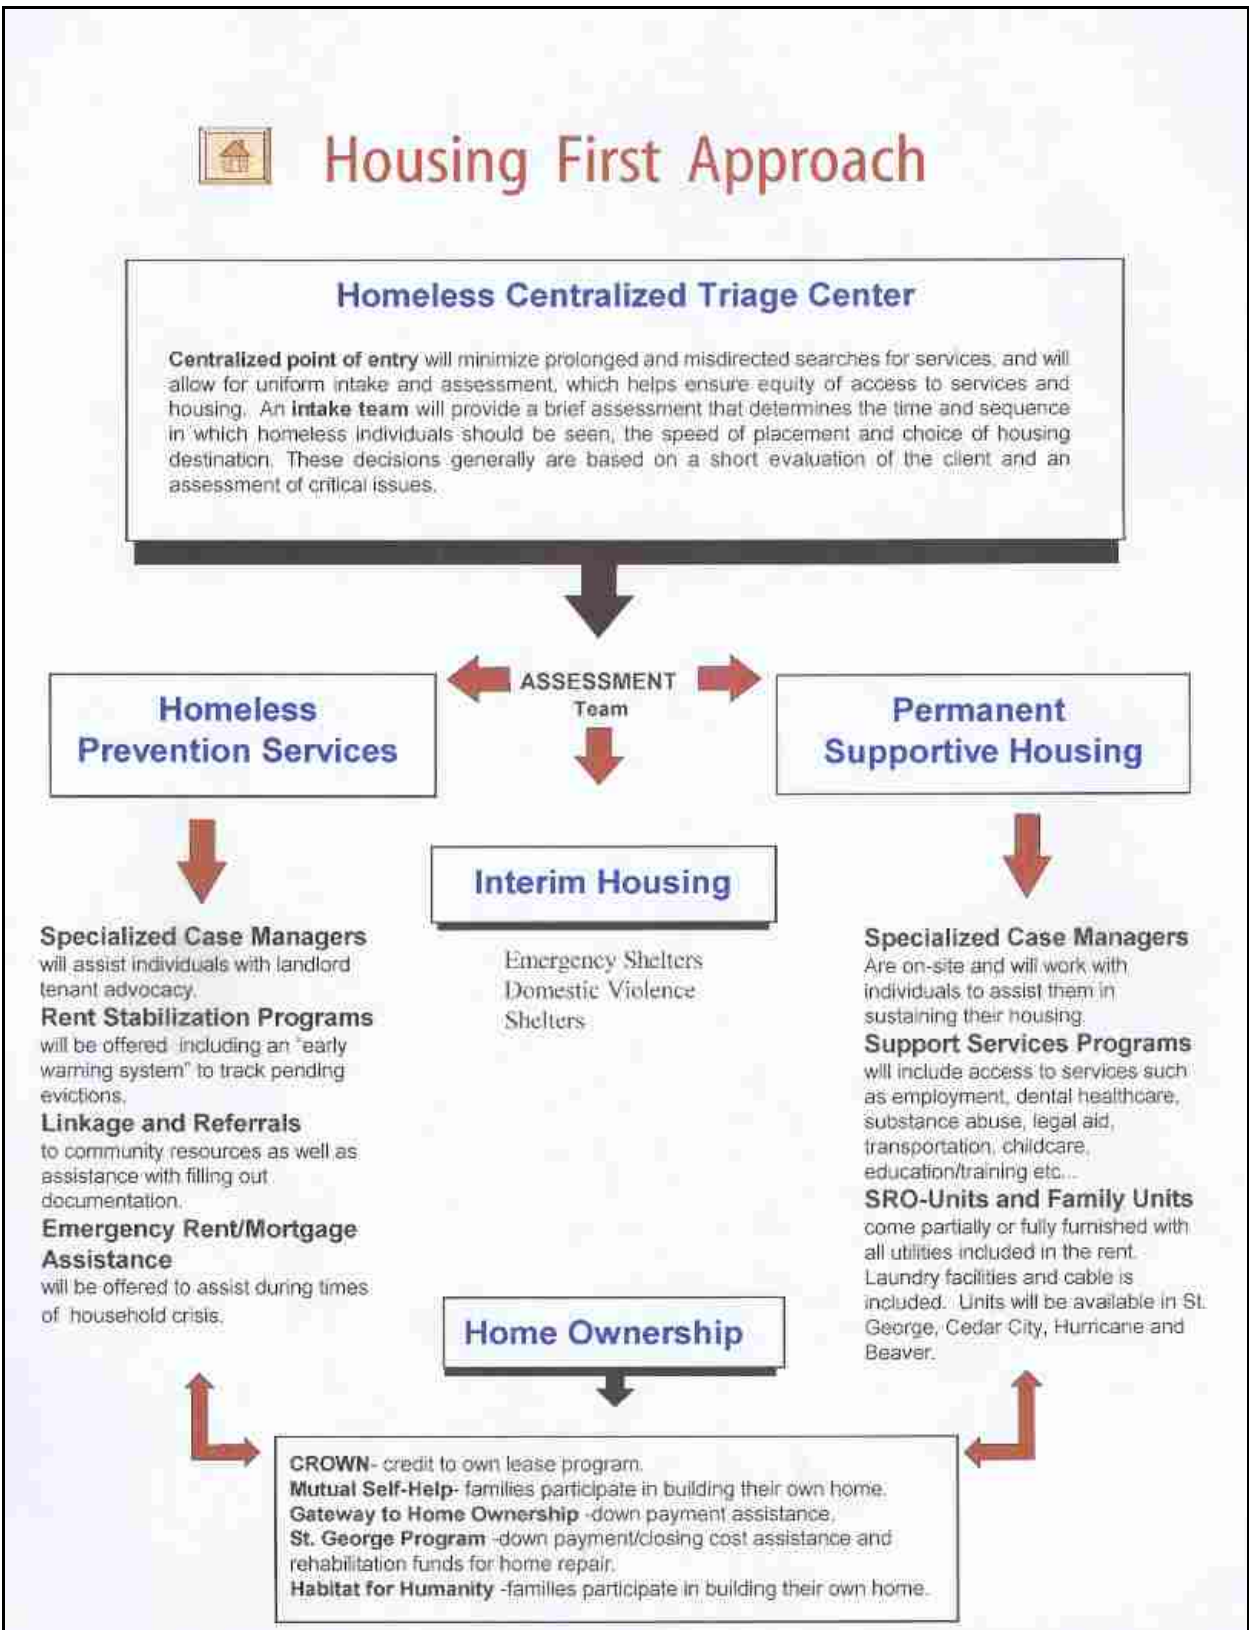 Housing First Approach
Homeless Centralized Triage Center
Centralized point of entry will minimize prolonged and misdirected searches for services, and will
allow for uniform intake and assessment, which helps ensure equity of access to services and
housing. An intake team will provide a brief assessment that determines the time and sequence
in which homeless individuals should be seen, the speed of placement and choice of housing
destination. These decisions generally are based on a short evaluation of the client and an
assessment of critical issues.
ASSESSMENT
Team
Homeless
Prevention Services
Permanent
Supportive Housing
Interim Housing
Emergency Shelters
Domestic Violence
Shelters
Specialized Case Managers
will assist individuals with landlord
tenant advocacy.
Rent Stabilization Programs
will be offered including an "early
warning system" to track pending
evictions.
Linkage and Referrals
to community resources as well as
assistance with filling out
documentation.
Emergency Rent/Mortgage
Assistance
will be offered to assist during times
of household crisis.
Specialized Case Managers
Are on-site and will work with
individuals to assist them in
sustaining their housing.
Support Services Programs
will include access to services such
as employment, dental healthcare,
substance abuse, legal aid,
transportation, childcare,
education/training etc...
SRO-Units and Family Units
come partially or fully furnished with
all utilities included in the rent.
Laundry facilities and cable is
included. Units will be available in St.
George, Cedar City, Hurricane and
Beaver.
Home Ownership
CROWN- credit to own lease program.
Mutual Self-Help- families participate in building their own home.
Gateway to Home Ownership -down payment assistance.
St. George Program -down payment/closing cost assistance and
rehabilitation funds for home repair.
Habitat for Humanity -families participate in building their own home.